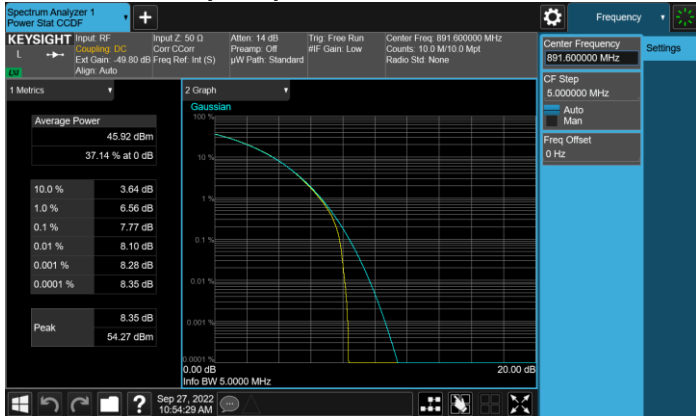 Spectrum Analyzer 1
Power Stat CCDF
Frequency
KEYSIGHT
L
LXI
Input: RF
Coupling: DC
Ext Gain: -49.80 dB
Align: Auto
Input Z: 50 Ω
Corr CCorr
Freq Ref: Int (S)
Atten: 14 dB
Preamp: Off
µW Path: Standard
Trig: Free Run
#IF Gain: Low
Center Freq: 891.600000 MHz
Counts: 10.0 M/10.0 Mpt
Radio Std: None
Center Frequency
891.600000 MHz
Settings
CF Step
5.000000 MHz
Auto
Man
Freq Offset
0 Hz
1 Metrics
Average Power
45.92 dBm
37.14 % at 0 dB
10.0 % 3.64 dB
1.0 % 6.56 dB
0.1 % 7.77 dB
0.01 % 8.10 dB
0.001 % 8.28 dB
0.0001 % 8.35 dB
Peak 8.35 dB
54.27 dBm
2 Graph
Gaussian
100 %
10 %
1 %
0.1 %
0.01 %
0.001 %
0.0001 %
0.00 dB 20.00 dB
Info BW 5.0000 MHz
?
Sep 27, 2022
10:54:29 AM